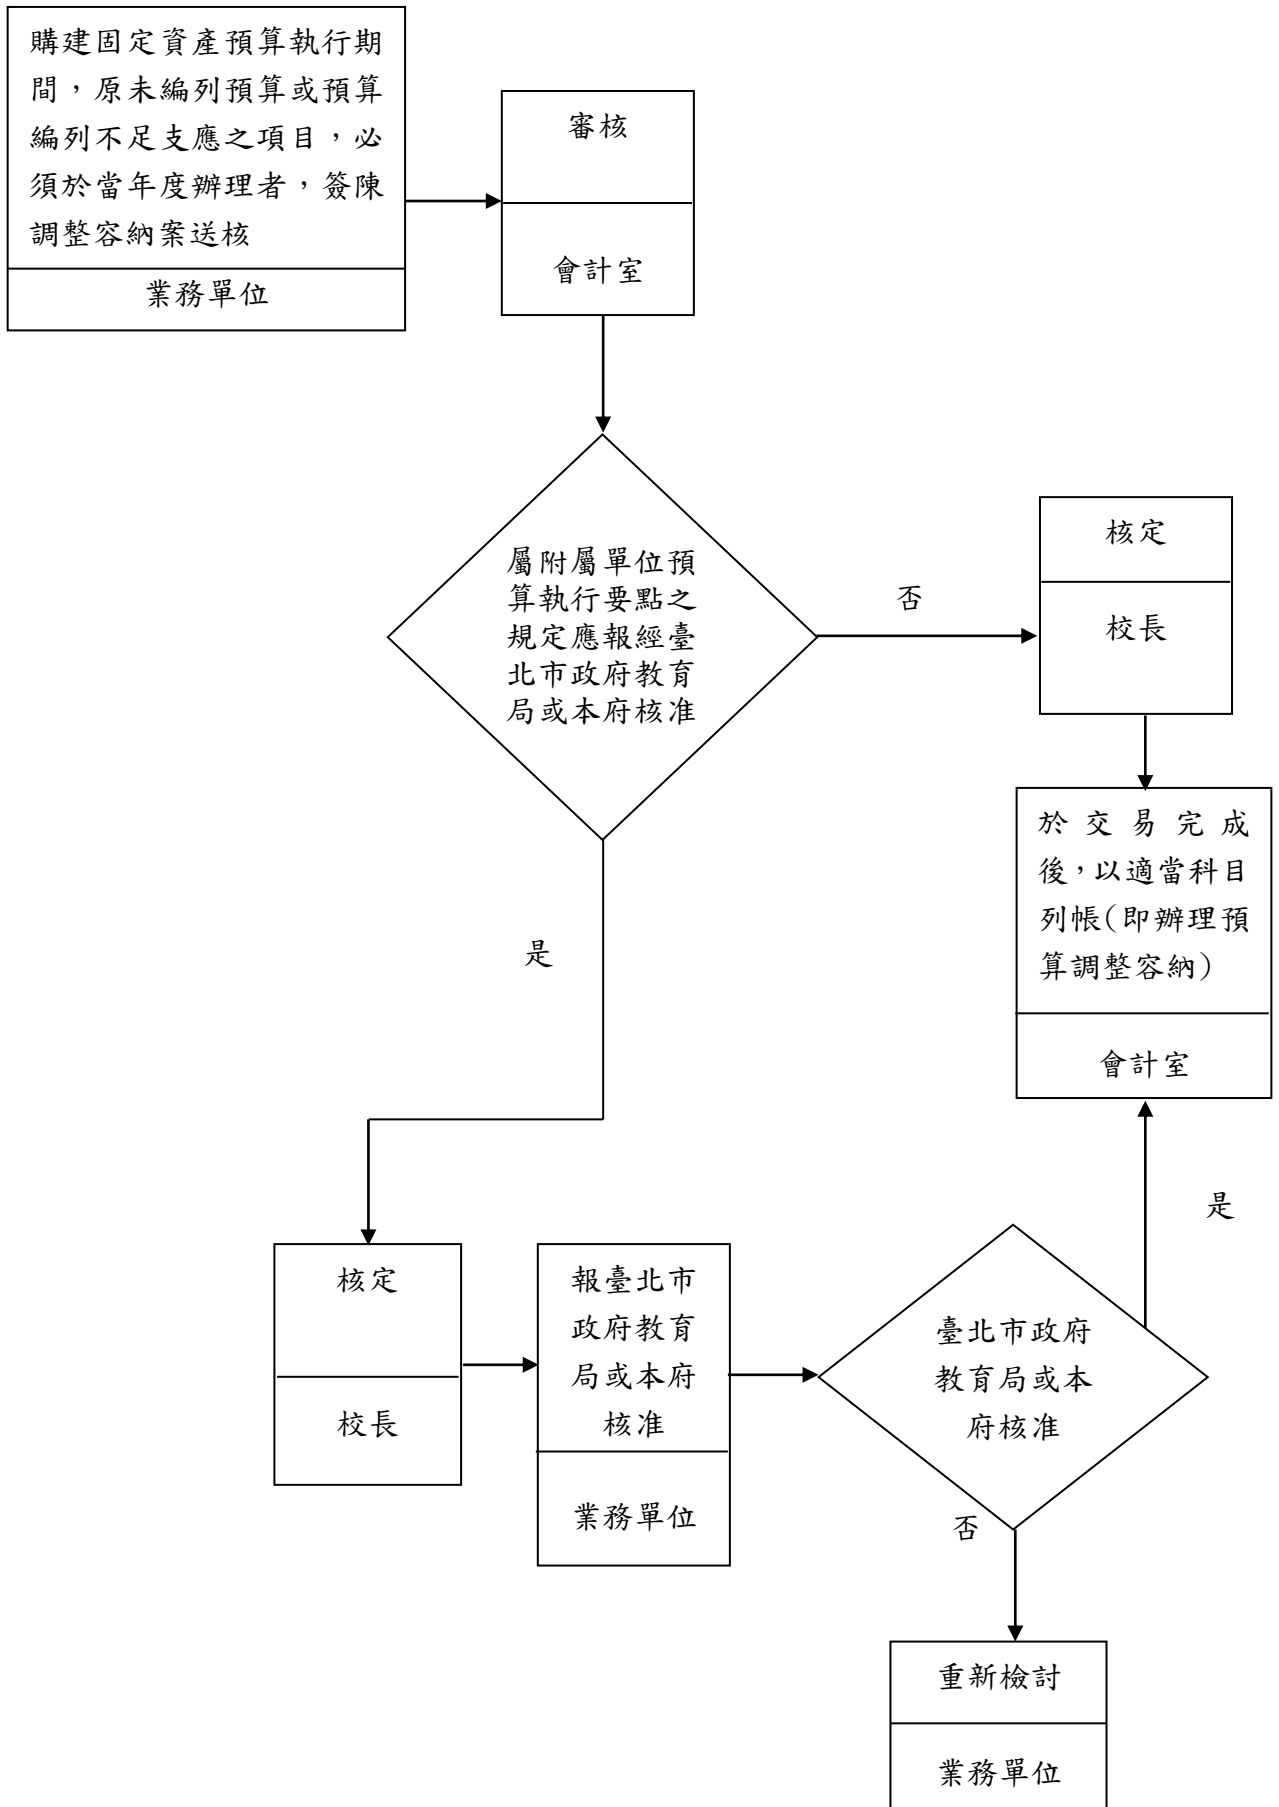 購建固定資產預算執行期
間，原未編列預算或預算
編列不足支應之項目，必
須於當年度辦理者，簽陳
調整容納案送核
業務單位
審核
會計室
屬附屬單位預
算執行要點之
規定應報經臺
北市政府教育
局或本府核准
否
核定
校長
於交易完成
後，以適當科目
列帳(即辦理預
算調整容納)
會計室
是
是
核定
校長
報臺北市
政府教育
局或本府
核准
業務單位
臺北市政府
教育局或本
府核准
否
重新檢討
業務單位